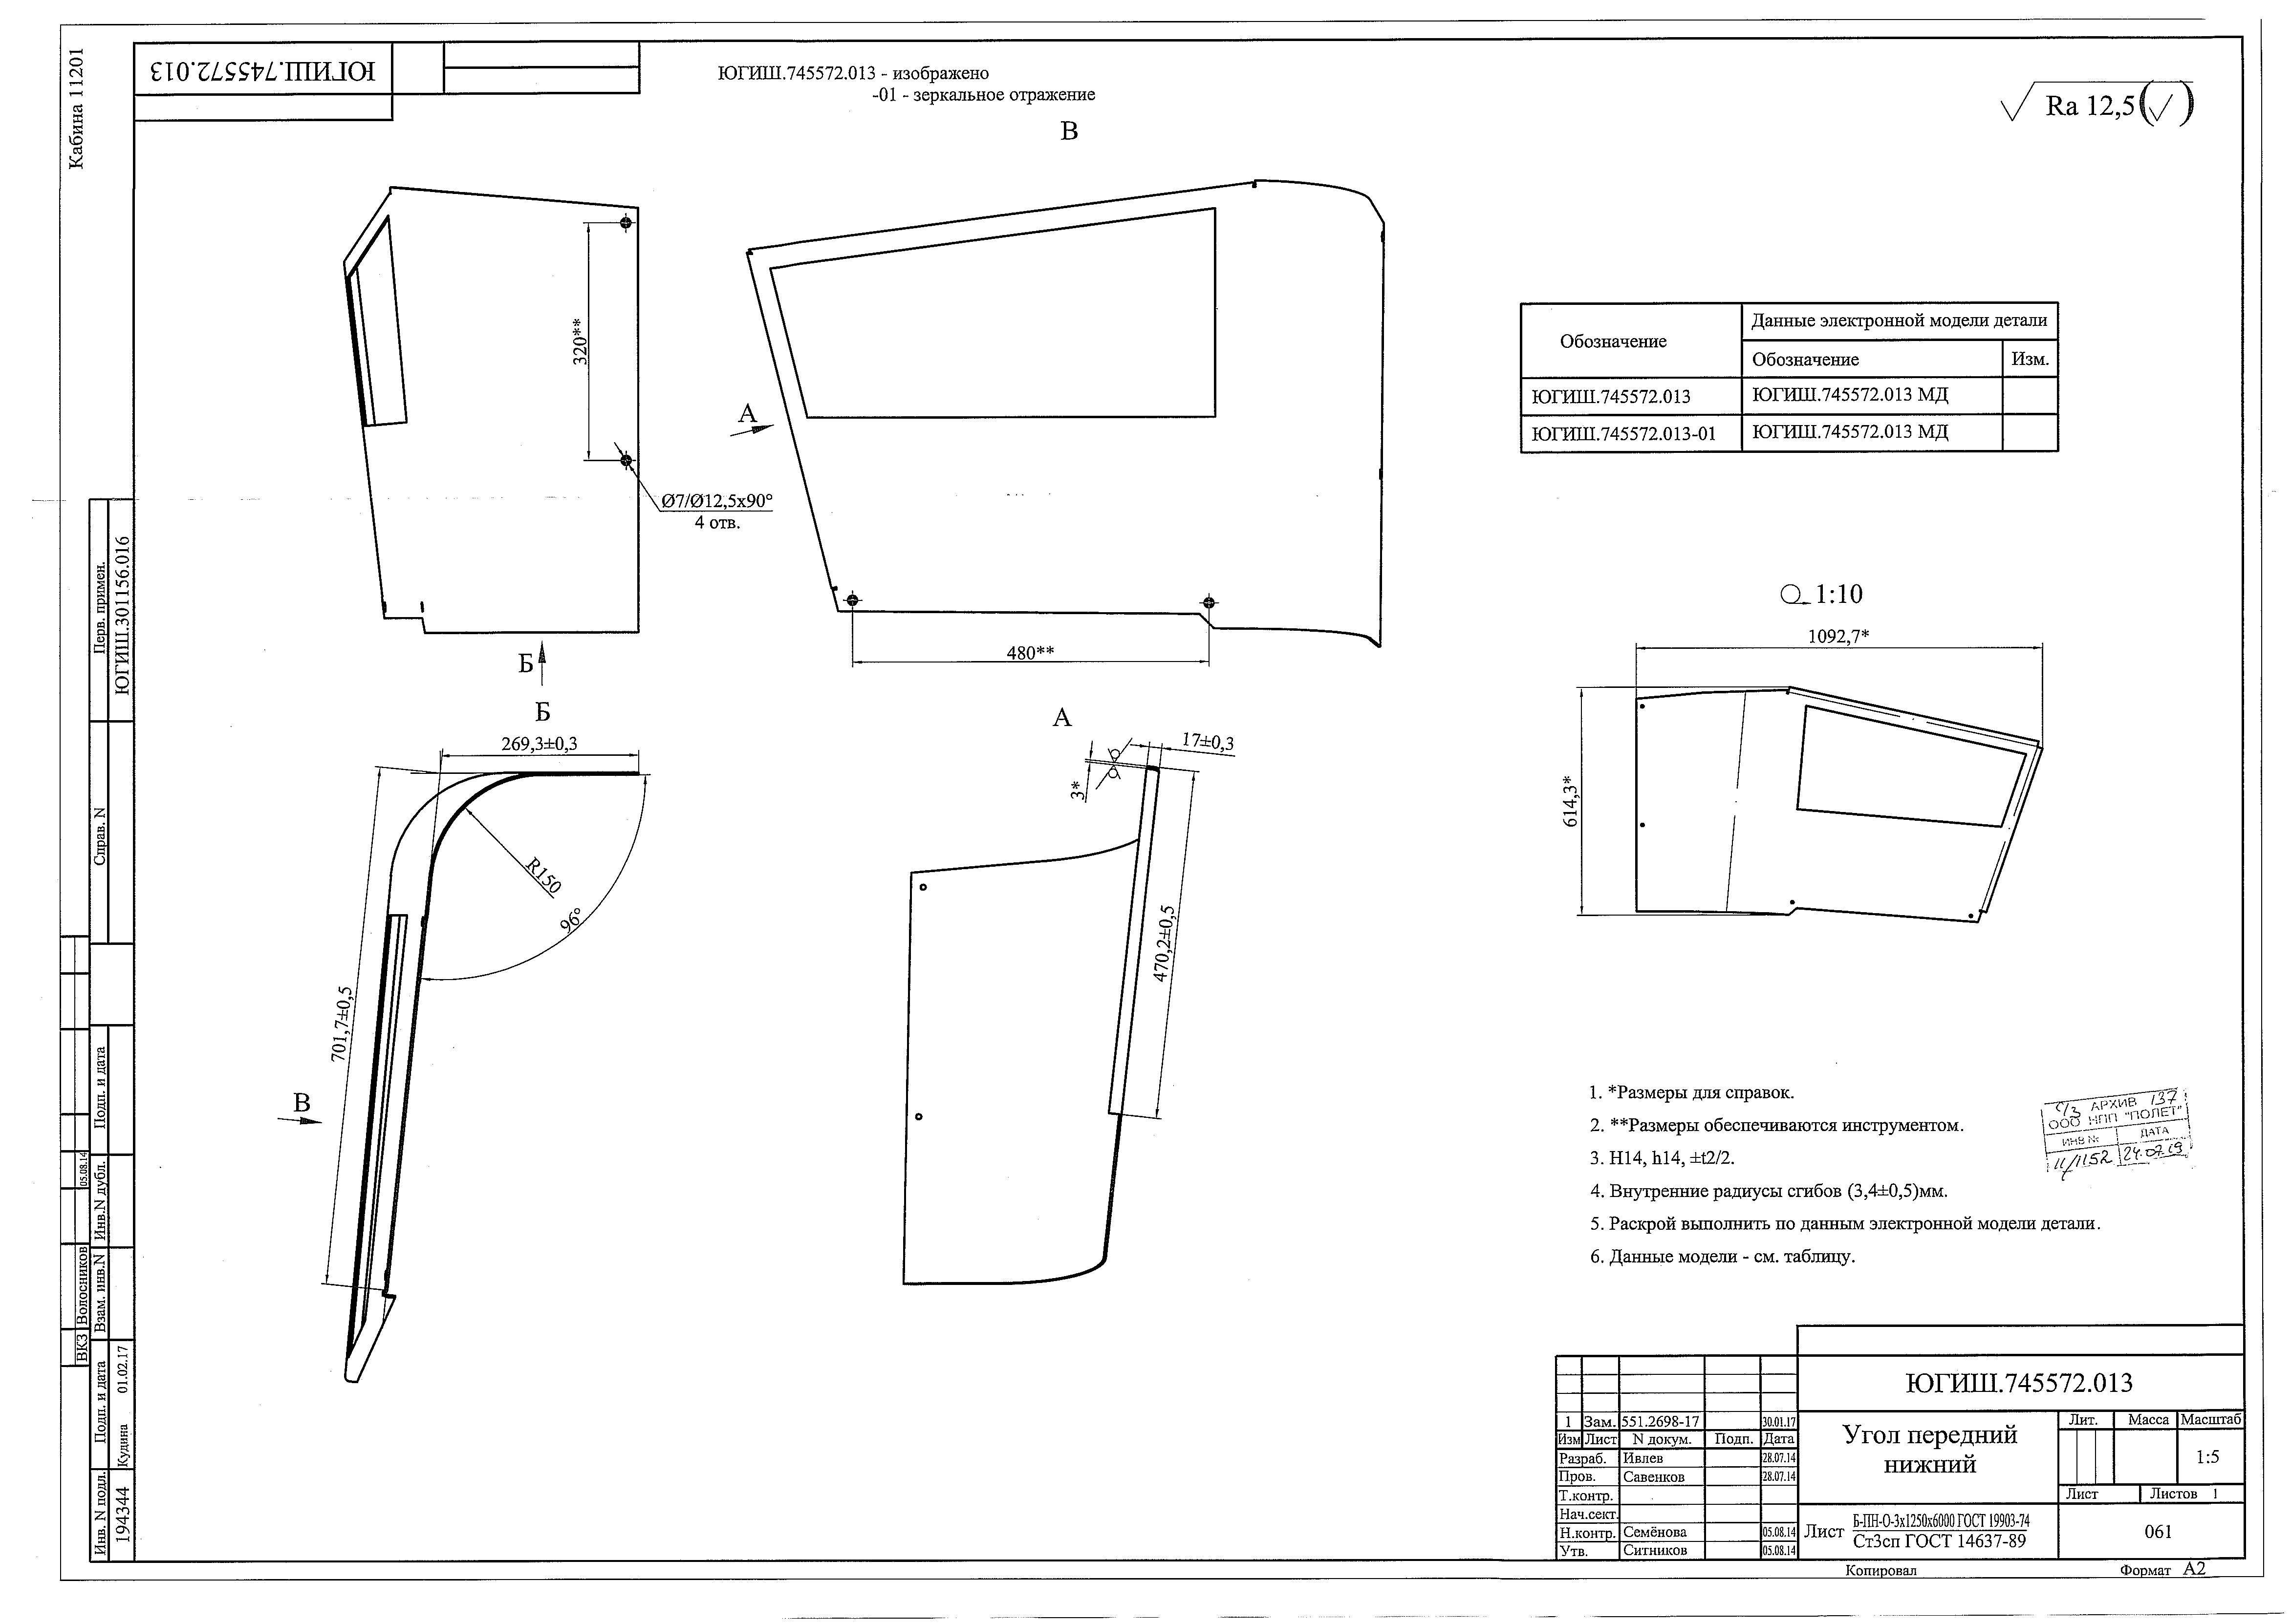 Кабина 11201
ЮГИШ.745572.013
ЮГИШ.745572.013 - изображено
-01 - зеркальное отражение
В
Ra 12,5
320**
Ø7/Ø12,5x90°
4 отв.
А
480**
Б
Обозначение
Данные электронной модели детали
Обозначение
Изм.
ЮГИШ.745572.013
ЮГИШ.745572.013 МД
ЮГИШ.745572.013-01
ЮГИШ.745572.013 МД
1:10
1092,7*
614,3*
Б
269,3±0,3
R150
96°
701,7±0,5
В
А
17±0,3
3*
470,2±0,5
1. *Размеры для справок.
2. **Размеры обеспечиваются инструментом.
3. H14, h14, ±t2/2.
4. Внутренние радиусы сгибов (3,4±0,5)мм.
5. Раскрой выполнить по данным электронной модели детали.
6. Данные модели - см. таблицу.
С/З АРХИВ 137
ООО НПП "ПОЛЕТ"
ИНВ № ДАТА
11/1152 24.07.19
Перв. примен.
ЮГИШ.301156.016
Справ. N
Подп. и дата
Инв.N дубл.
Взам. инв.N
Подп. и дата
Кудина 01.02.17
Инв. N подл.
194344
ВКЗ Волосников 05.08.14
1 Зам. 551.2698-17 30.01.17
Изм Лист N докум. Подп. Дата
Разраб. Ивлев 28.07.14
Пров. Савенков 28.07.14
Т.контр.
Нач.сект.
Н.контр. Семёнова 05.08.14
Утв. Ситников 05.08.14
ЮГИШ.745572.013
Угол передний
нижний
Лит. Масса Масштаб
1:5
Лист Листов 1
Лист Б-ПН-О-3x1250x6000 ГОСТ 19903-74
Ст3сп ГОСТ 14637-89
061
Копировал
Формат А2